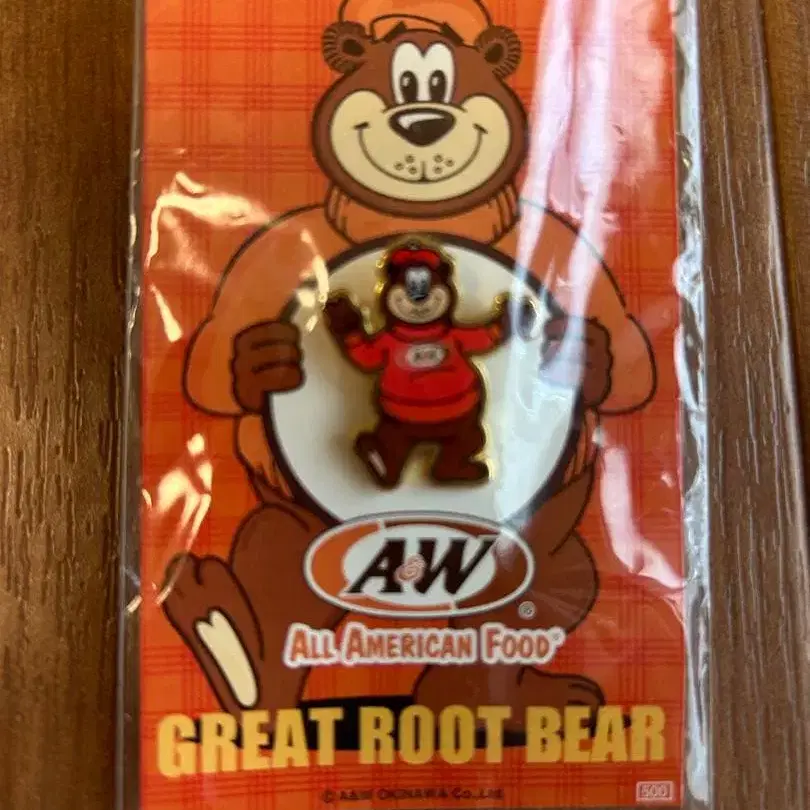 A&W
A&W®
ALL AMERICAN FOOD®
GREAT ROOT BEAR
© A&W OKINAWA CO.,LTD.
500